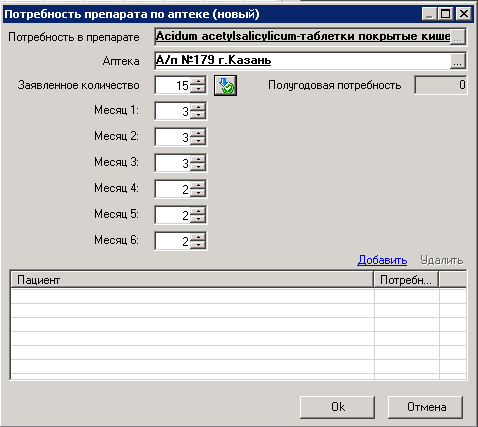 Потребность препарата по аптеке (новый)
Потребность в препарате Acidum acetylsalicylicum-таблетки покрытые кише ...
Аптека А/п №179 г.Казань ...
Заявленное количество 15 Полугодовая потребность 0
Месяц 1: 3
Месяц 2: 3
Месяц 3: 3
Месяц 4: 2
Месяц 5: 2
Месяц 6: 2
Добавить Удалить
Пациент Потребн...
Ok Отмена